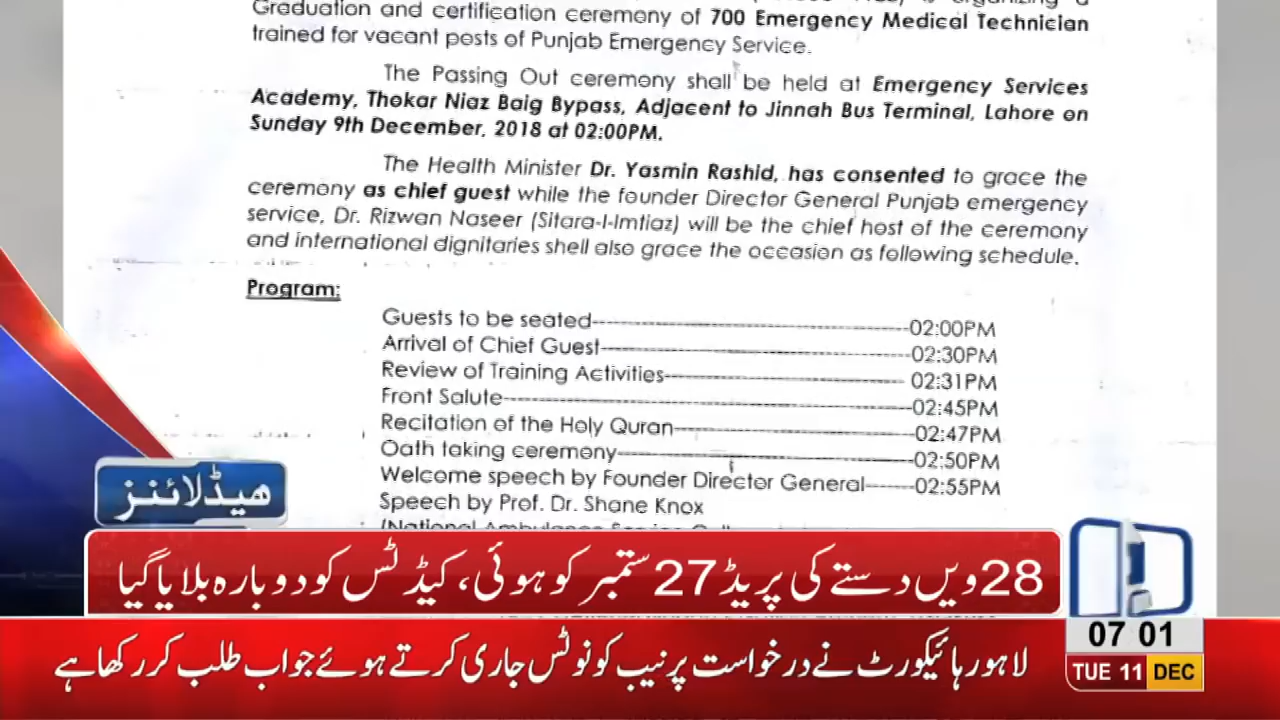 Graduation and certification ceremony of 700 Emergency Medical Technician
trained for vacant posts of Punjab Emergency Service.
The Passing Out ceremony shall be held at Emergency Services
Academy, Thokar Niaz Baig Bypass, Adjacent to Jinnah Bus Terminal, Lahore on
Sunday 9th December, 2018 at 02:00PM.
The Health Minister Dr. Yasmin Rashid, has consented to grace the
ceremony as chief guest while the founder Director General Punjab emergency
service, Dr. Rizwan Naseer (Sitara-I-Imtiaz) will be the chief host of the ceremony
and international dignitaries shell also grace the occasion as following schedule.
Program:
Guests to be seated------02:00PM
Arrival of Chief Guest------02:30PM
Review of Training Activities------ 02:31PM
Front Salute------02:45PM
Recitation of the Holy Quran------02:47PM
Oath taking ceremony------02:50PM
Welcome speech by Founder Director General------02:55PM
Speech by Prof. Dr. Shane Knox
(National Ambulance Service
ھیڈلائنز
28 ویں دستے کی پریڈ 27 ستمبر کو ہوئی، کیڈٹس کو دوبارہ بلایا گیا
07 01
لاہور ہائیکورٹ نے درخواست پر نیب کو نوٹس جاری کرتے ہوئے جواب طلب کر رکھا ہے
TUE 11 DEC